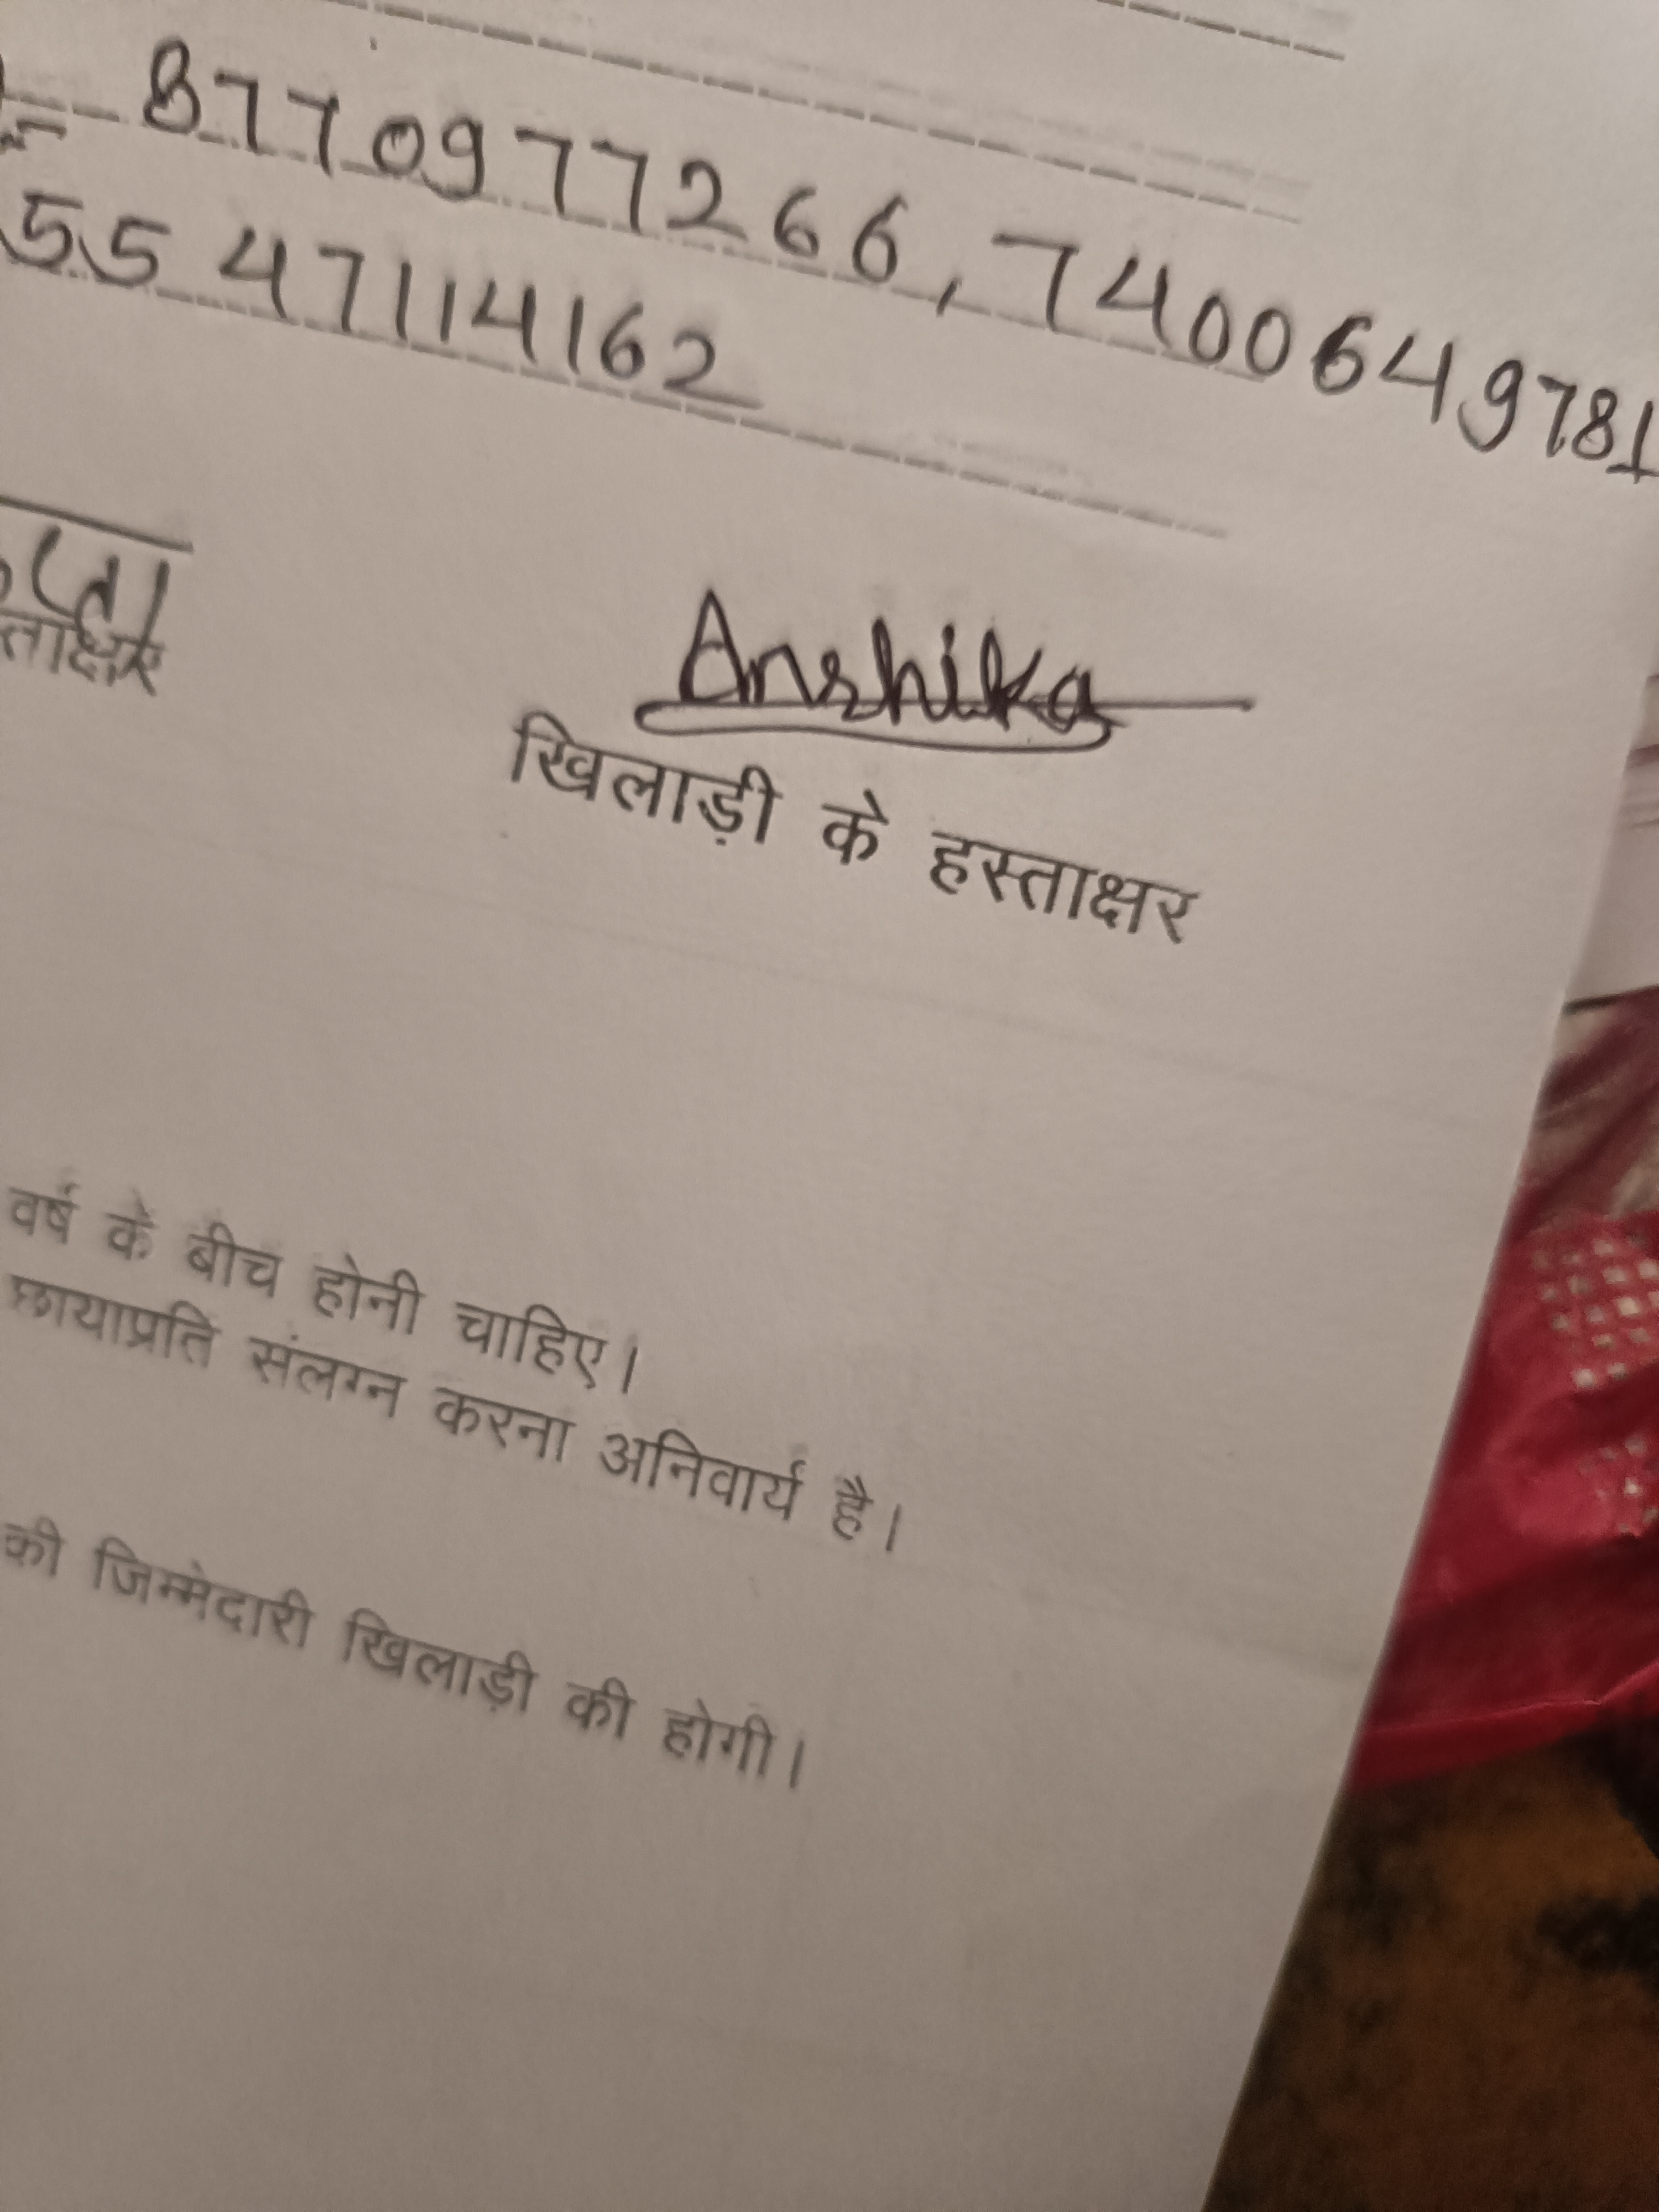 8770977266, 7400649781
55 47114162
Anshika
खिलाड़ी के हस्ताक्षर
वर्ष के बीच होनी चाहिए।
छायाप्रति संलग्न करना अनिवार्य है।
की जिम्मेदारी खिलाड़ी की होगी।